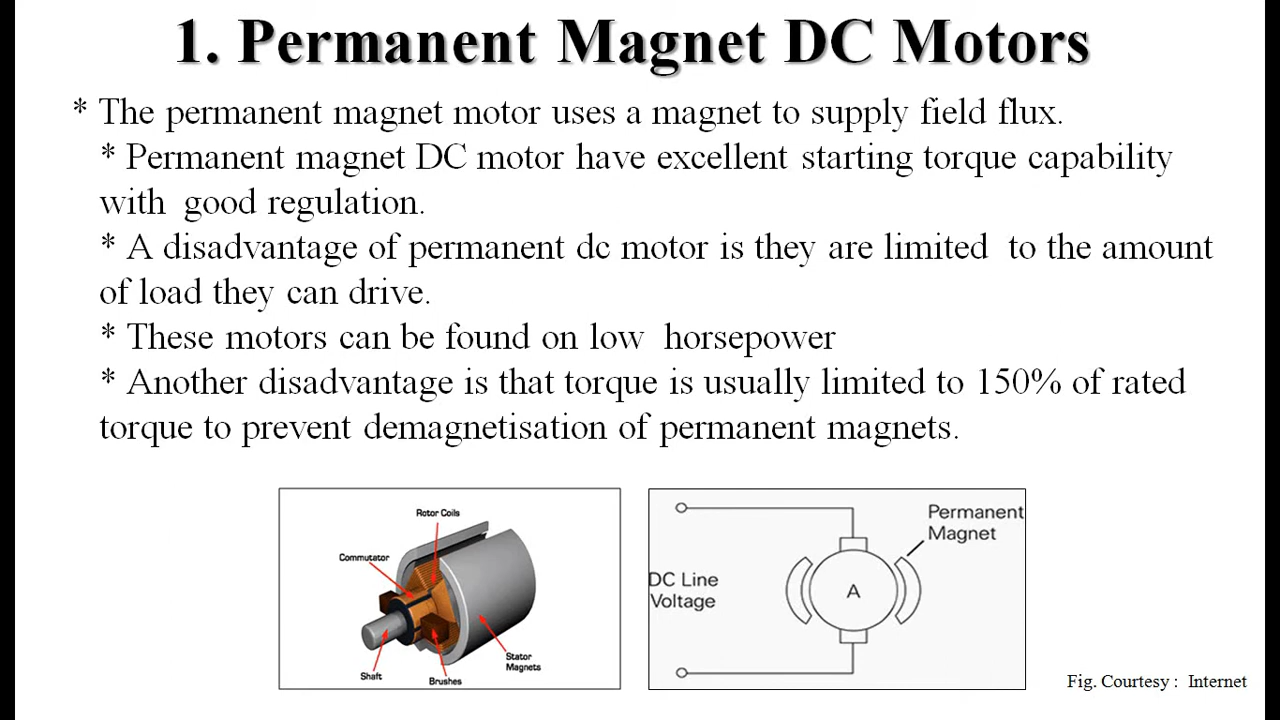 1. Permanent Magnet DC Motors
* The permanent magnet motor uses a magnet to supply field flux.
* Permanent magnet DC motor have excellent starting torque capability
with good regulation.
* A disadvantage of permanent dc motor is they are limited to the amount
of load they can drive.
* These motors can be found on low horsepower
* Another disadvantage is that torque is usually limited to 150% of rated
torque to prevent demagnetisation of permanent magnets.
Rotor Coils
Commutator
Shaft
Brushes
Stator
Magnets
Permanent
Magnet
DC Line
Voltage
A
Fig. Courtesy : Internet